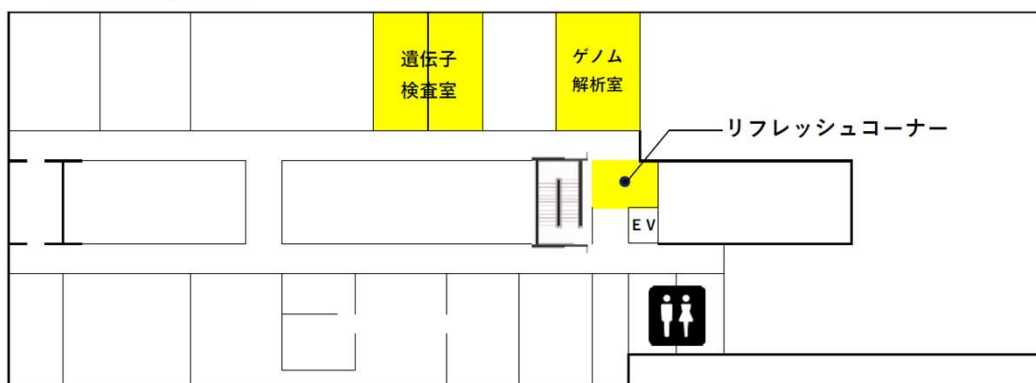 遺伝子
検査室
ゲノム
解析室
リフレッシュコーナー
EV